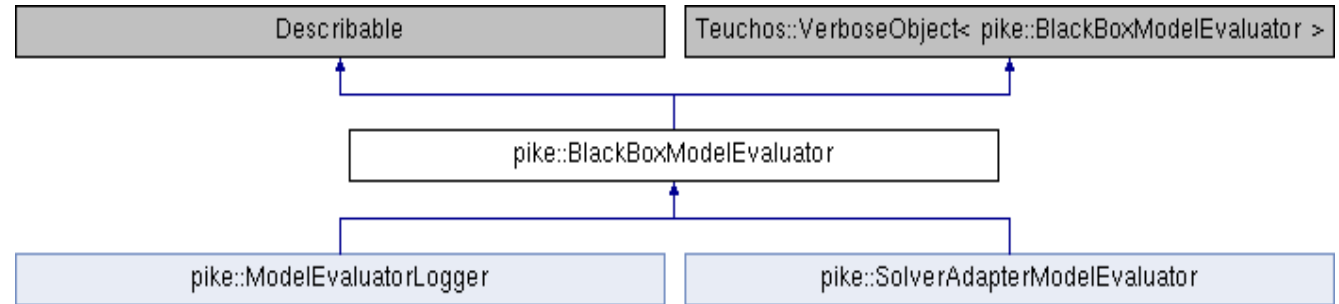 Describable
Teuchos::VerboseObject< pike::BlackBoxModelEvaluator >
pike::BlackBoxModelEvaluator
pike::ModelEvaluatorLogger
pike::SolverAdapterModelEvaluator